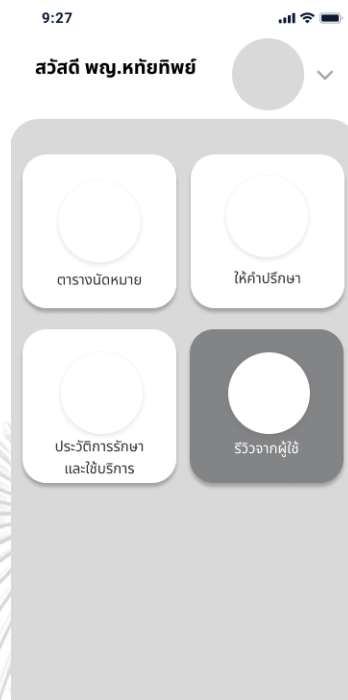 9:27
สวัสดี พญ.หทัยทิพย์
ตารางนัดหมาย
ให้คำปรึกษา
ประวัติการรักษา
และใช้บริการ
รีวิวจากผู้ใช้